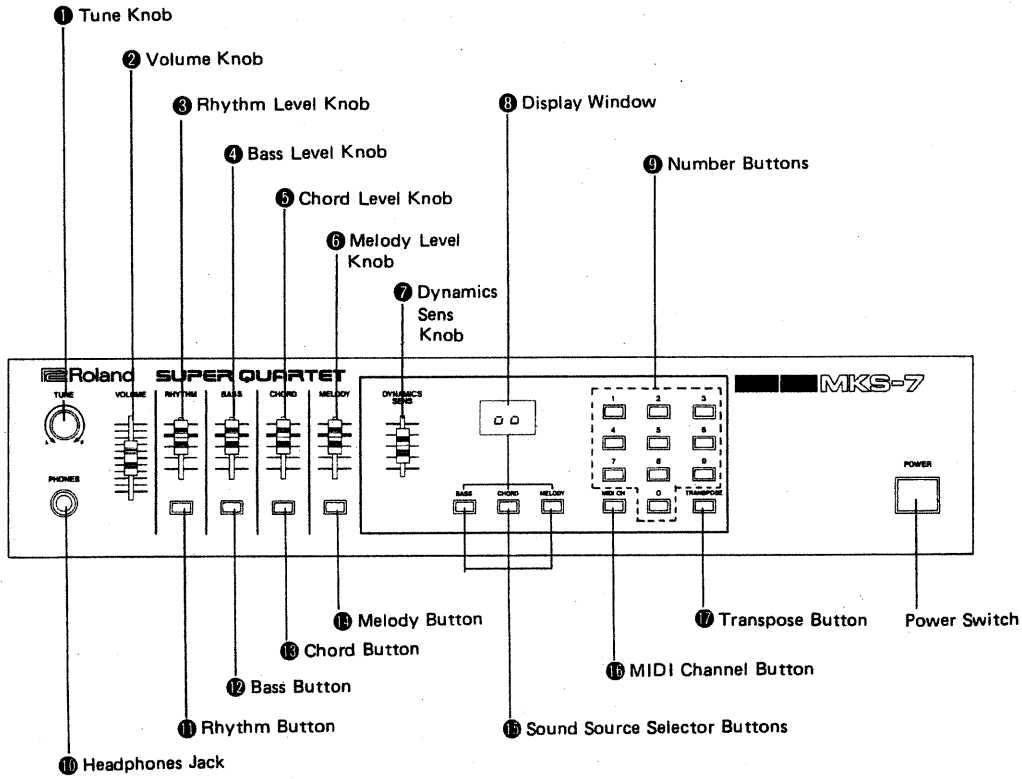 ❶ Tune Knob
❷ Volume Knob
❸ Rhythm Level Knob
❹ Bass Level Knob
❺ Chord Level Knob
❻ Melody Level
Knob
❼ Dynamics
Sens
Knob
❽ Display Window
❾ Number Buttons
Roland SUPER QUARTET
MKS-7
TUNE
VOLUME
RHYTHM
BASS
CHORD
MELODY
DYNAMICS
SENS
1 2 3
4 5 6
7 8 9
MIDI CH 0 TRANSPOSE
BASS CHORD MELODY
PHONES
POWER
⓮ Melody Button
⓭ Chord Button
⓬ Bass Button
⓫ Rhythm Button
❿ Headphones Jack
⓱ Transpose Button
Power Switch
⓰ MIDI Channel Button
⓯ Sound Source Selector Buttons